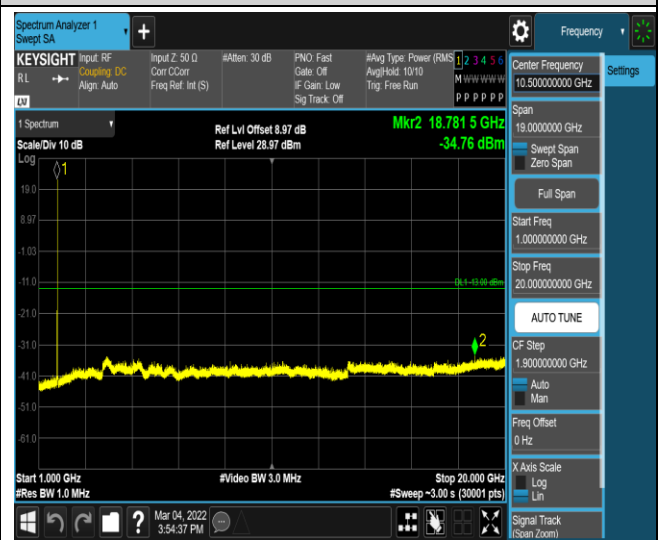 Spectrum Analyzer 1
Swept SA
+
Frequency
KEYSIGHT Input: RF Input Z: 50 Ω #Atten: 30 dB PNO: Fast #Avg Type: Power (RMS 1 2 3 4 5 6
RL Coupling: DC Corr CCorr Gate: Off Avg|Hold: 10/10 M W W W W W
Align: Auto Freq Ref: Int (S) IF Gain: Low Trig: Free Run
Sig Track: Off P P P P P P
LXI
1 Spectrum Ref Lvl Offset 8.97 dB Mkr2 18.781 5 GHz
Scale/Div 10 dB Ref Level 28.97 dBm -34.76 dBm
Log
1
19.0
8.97
-1.03
-11.0
DL1 -13.00 dBm
-21.0
-31.0
2
-41.0
-51.0
-61.0
Start 1.000 GHz #Video BW 3.0 MHz Stop 20.000 GHz
#Res BW 1.0 MHz #Sweep ~3.00 s (30001 pts)
? Mar 04, 2022
3:54:37 PM
Center Frequency
10.500000000 GHz
Settings
Span
19.0000000 GHz
Swept Span
Zero Span
Full Span
Start Freq
1.000000000 GHz
Stop Freq
20.000000000 GHz
AUTO TUNE
CF Step
1.900000000 GHz
Auto
Man
Freq Offset
0 Hz
X Axis Scale
Log
Lin
Signal Track
(Span Zoom)